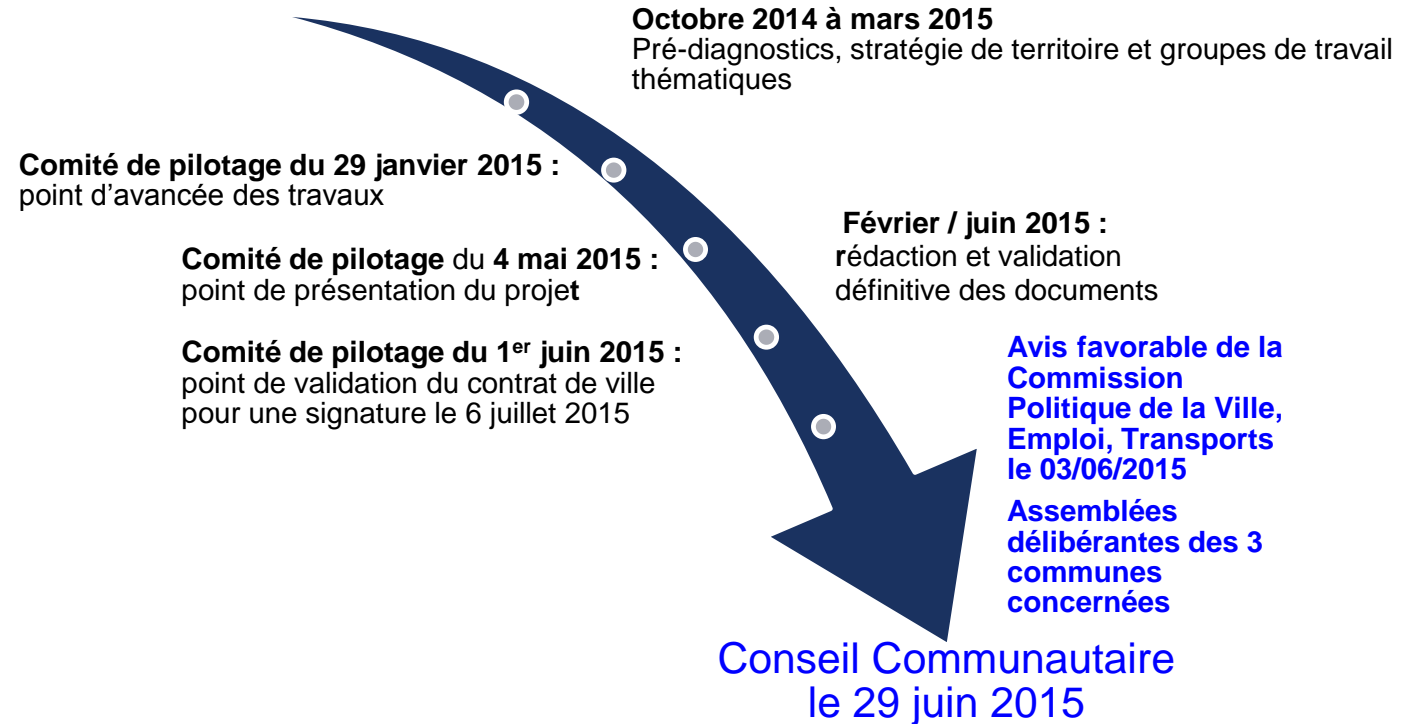 Octobre 2014 à mars 2015
Pré-diagnostics, stratégie de territoire et groupes de travail
thématiques
Comité de pilotage du 29 janvier 2015 :
point d’avancée des travaux
Février / juin 2015 :
rédaction et validation
définitive des documents
Comité de pilotage du 4 mai 2015 :
point de présentation du projet
Comité de pilotage du 1er juin 2015 :
point de validation du contrat de ville
pour une signature le 6 juillet 2015
Avis favorable de la
Commission
Politique de la Ville,
Emploi, Transports
le 03/06/2015
Assemblées
délibérantes des 3
communes
concernées
Conseil Communautaire
le 29 juin 2015